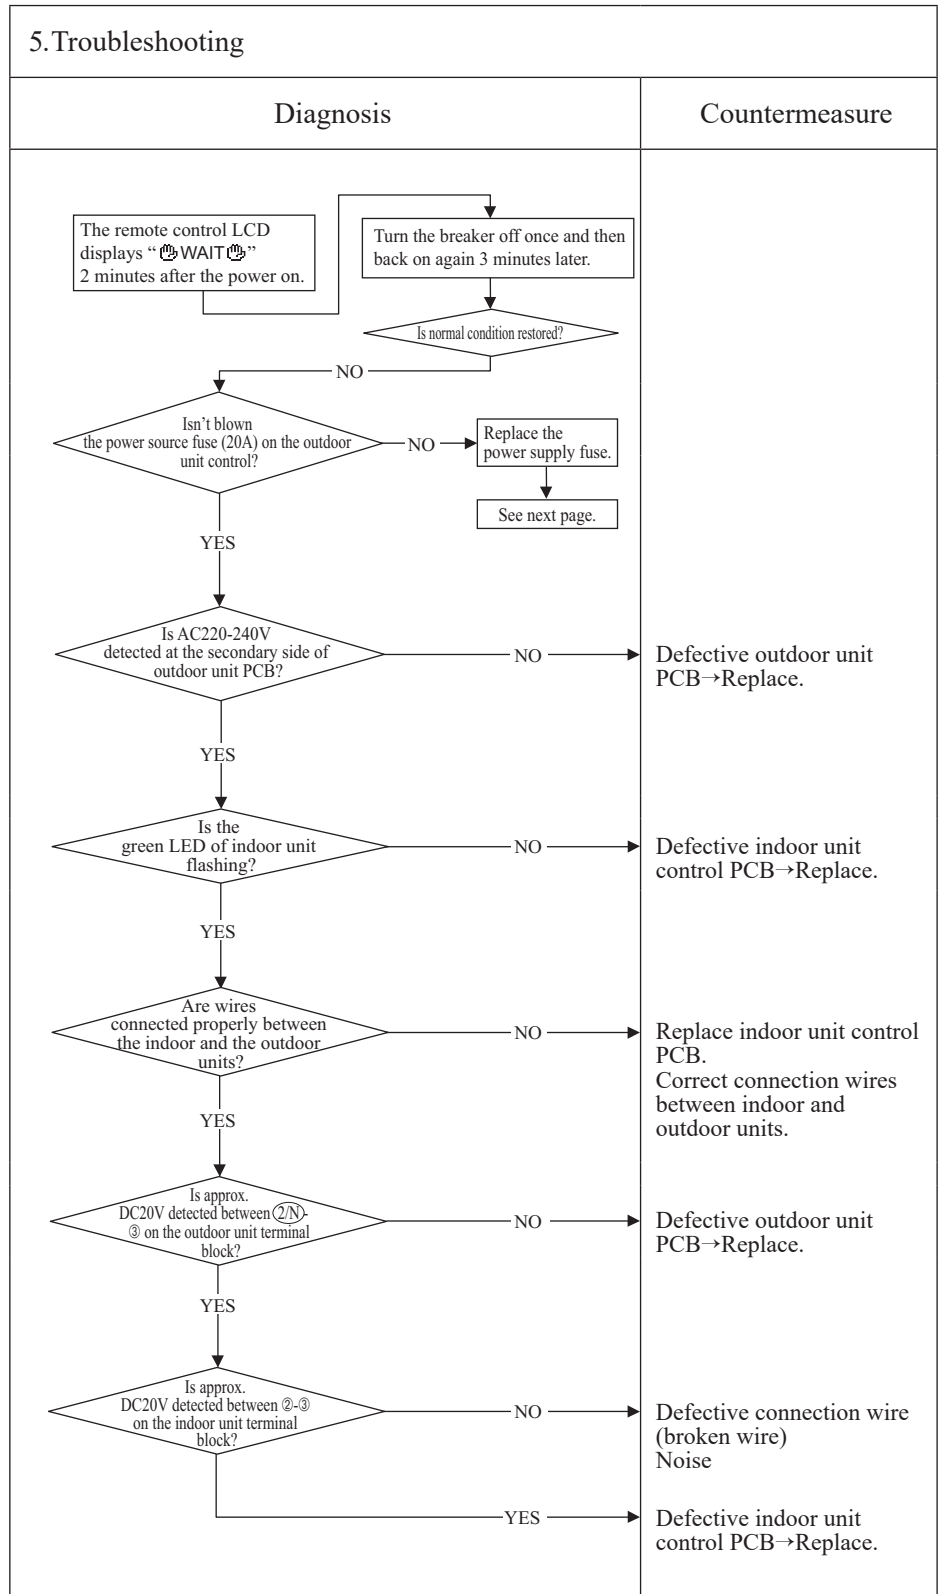 5.Troubleshooting
Diagnosis
Countermeasure
The remote control LCD
displays “ WAIT ”
2 minutes after the power on.
Turn the breaker off once and then
back on again 3 minutes later.
Is normal condition restored?
NO
Isn’t blown
the power source fuse (20A) on the outdoor
unit control?
NO
Replace the
power supply fuse.
See next page.
YES
Is AC220-240V
detected at the secondary side of
outdoor unit PCB?
NO
Defective outdoor unit
PCB→Replace.
YES
Is the
green LED of indoor unit
flashing?
NO
Defective indoor unit
control PCB→Replace.
YES
Are wires
connected properly between
the indoor and the outdoor
units?
NO
Replace indoor unit control
PCB.
Correct connection wires
between indoor and
outdoor units.
YES
Is approx.
DC20V detected between 2/N-
③ on the outdoor unit terminal
block?
NO
Defective outdoor unit
PCB→Replace.
YES
Is approx.
DC20V detected between ②-③
on the indoor unit terminal
block?
NO
Defective connection wire
(broken wire)
Noise
YES
Defective indoor unit
control PCB→Replace.